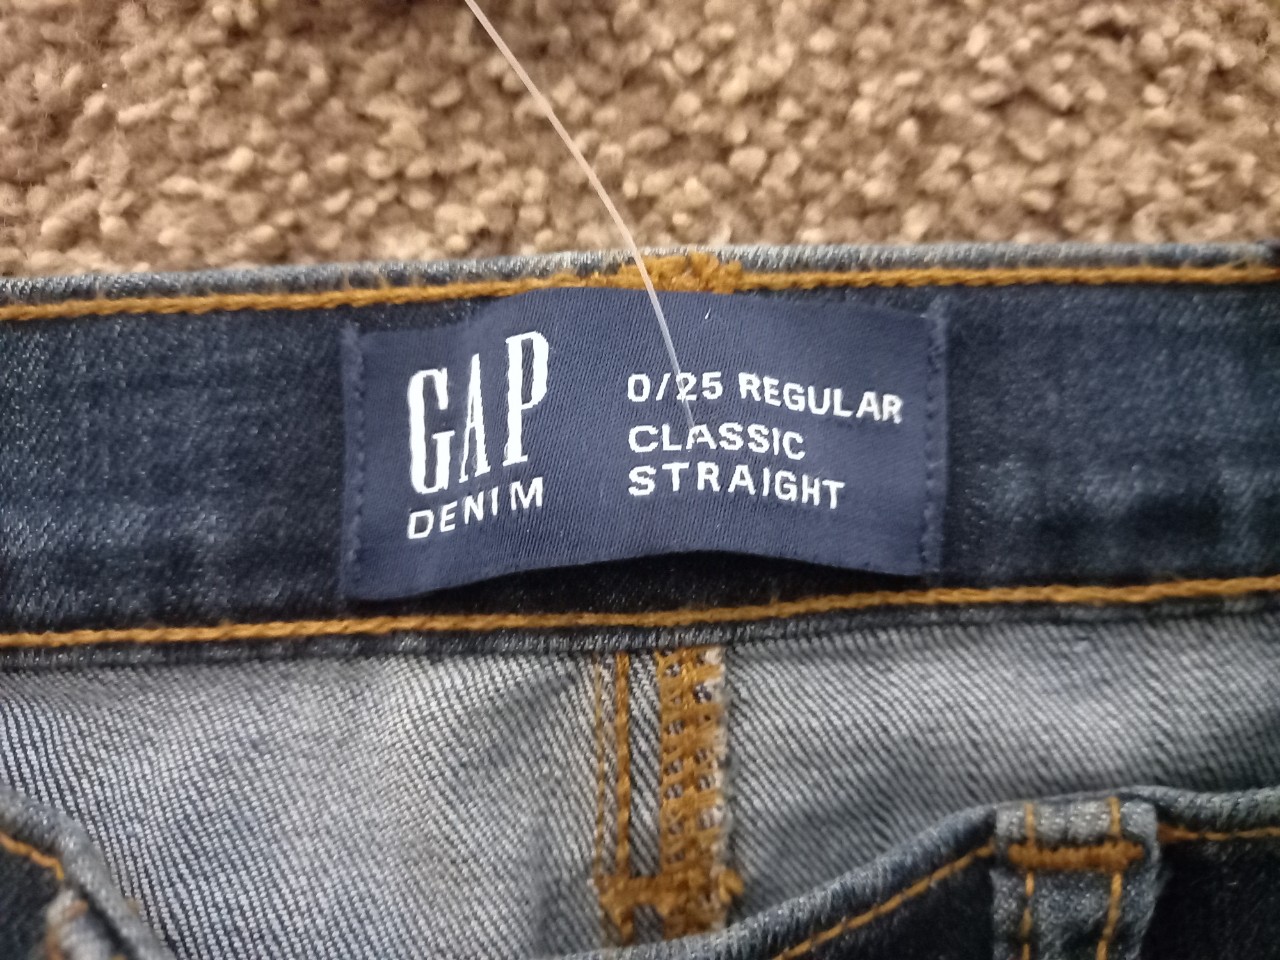 GAP
DENIM
0/25 REGULAR
CLASSIC
STRAIGHT